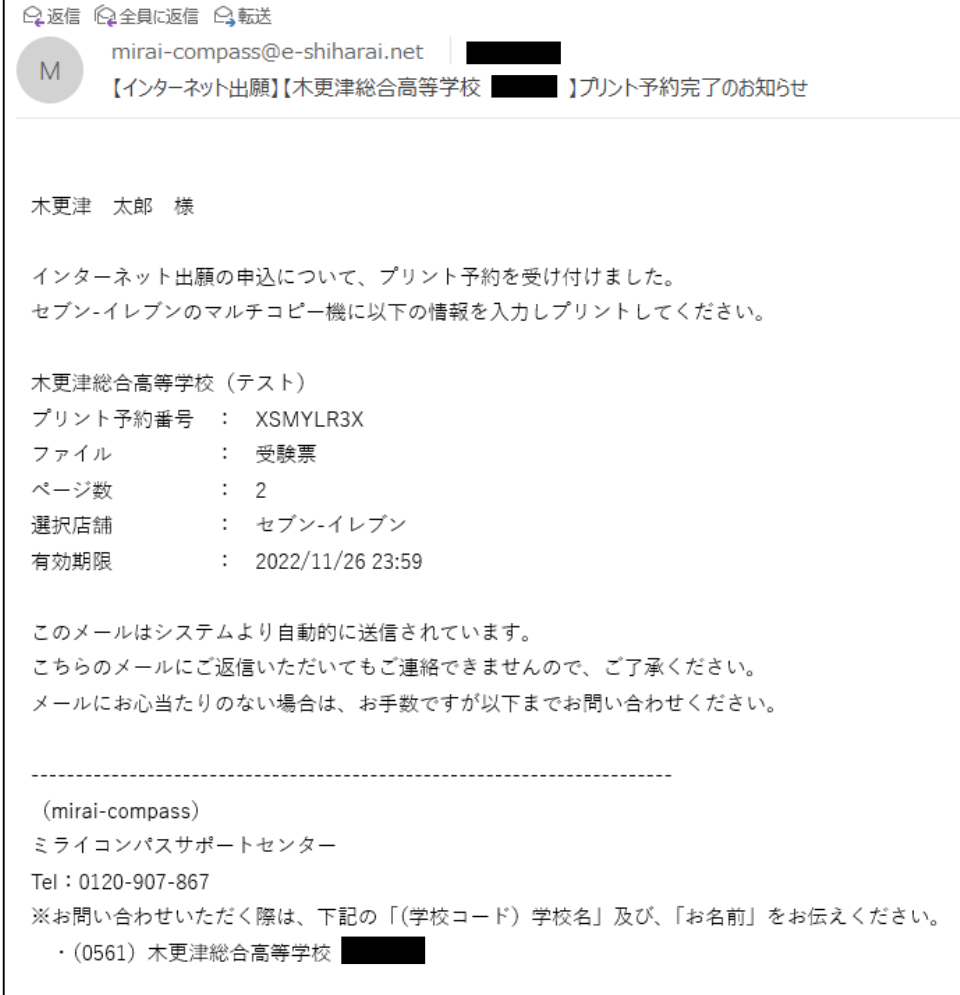 返信 全員に返信 転送
M
mirai-compass@e-shiharai.net
【インターネット出願】【木更津総合高等学校 】プリント予約完了のお知らせ
木更津 太郎 様
インターネット出願の申込について、プリント予約を受け付けました。
セブン-イレブンのマルチコピー機に以下の情報を入力しプリントしてください。
木更津総合高等学校（テスト）
プリント予約番号 ： XSMYLR3X
ファイル ： 受験票
ページ数 ： 2
選択店舗 ： セブン-イレブン
有効期限 ： 2022/11/26 23:59
このメールはシステムより自動的に送信されています。
こちらのメールにご返信いただいてもご連絡できませんので、ご了承ください。
メールにお心当たりのない場合は、お手数ですが以下までお問い合わせください。
-----------------------------------------------------------------------
（mirai-compass）
ミライコンパスサポートセンター
Tel：0120-907-867
※お問い合わせいただく際は、下記の「(学校コード) 学校名」及び、「お名前」をお伝えください。
・(0561) 木更津総合高等学校